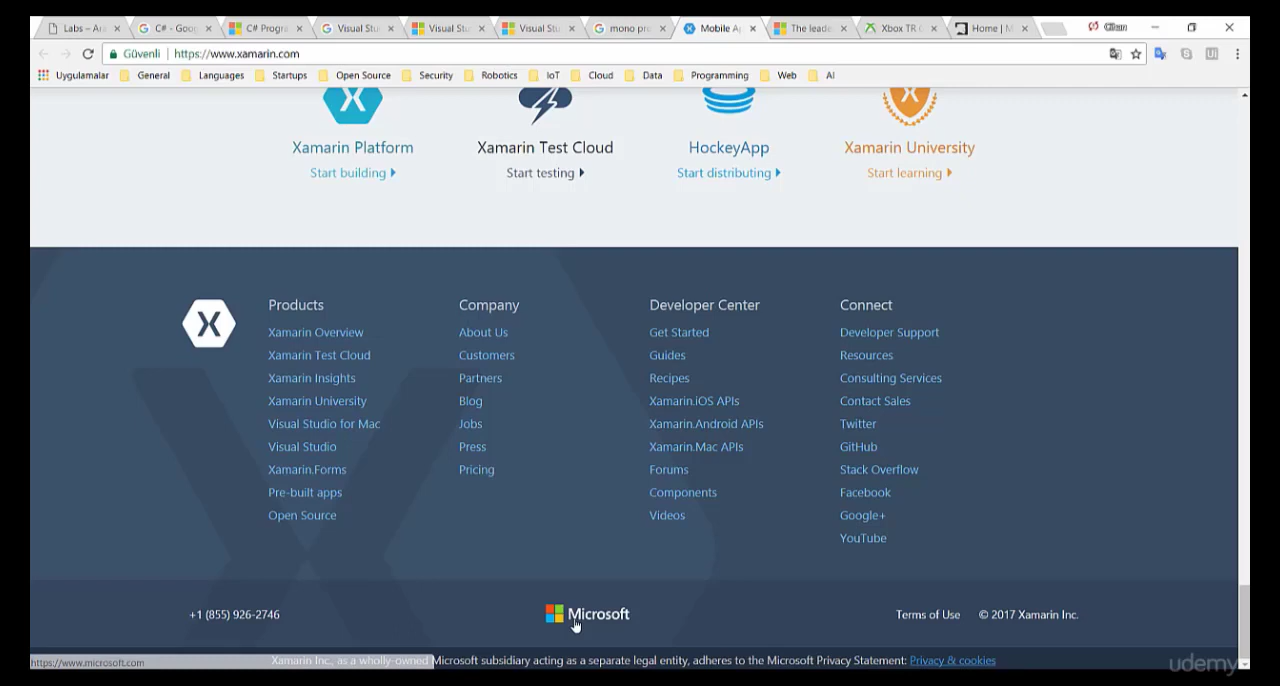 Labs – Ara
C# - Goog
C# Progra
Visual Stu
Visual Stu
Visual Stu
mono pre
Mobile Ap
The leade
Xbox TR
Home | M
Güvenli
https://www.xamarin.com
Uygulamalar General Languages Startups Open Source Security Robotics IoT Cloud Data Programming Web AI
Xamarin Platform
Start building
Xamarin Test Cloud
Start testing
HockeyApp
Start distributing
Xamarin University
Start learning
Products
Xamarin Overview
Xamarin Test Cloud
Xamarin Insights
Xamarin University
Visual Studio for Mac
Visual Studio
Xamarin.Forms
Pre-built apps
Open Source
Company
About Us
Customers
Partners
Blog
Jobs
Press
Pricing
Developer Center
Get Started
Guides
Recipes
Xamarin.iOS APIs
Xamarin.Android APIs
Xamarin.Mac APIs
Forums
Components
Videos
Connect
Developer Support
Resources
Consulting Services
Contact Sales
Twitter
GitHub
Stack Overflow
Facebook
Google+
YouTube
+1 (855) 926-2746
Microsoft
Terms of Use © 2017 Xamarin Inc.
https://www.microsoft.com
Xamarin Inc., as a wholly-owned Microsoft subsidiary acting as a separate legal entity, adheres to the Microsoft Privacy Statement: Privacy & cookies
udemy